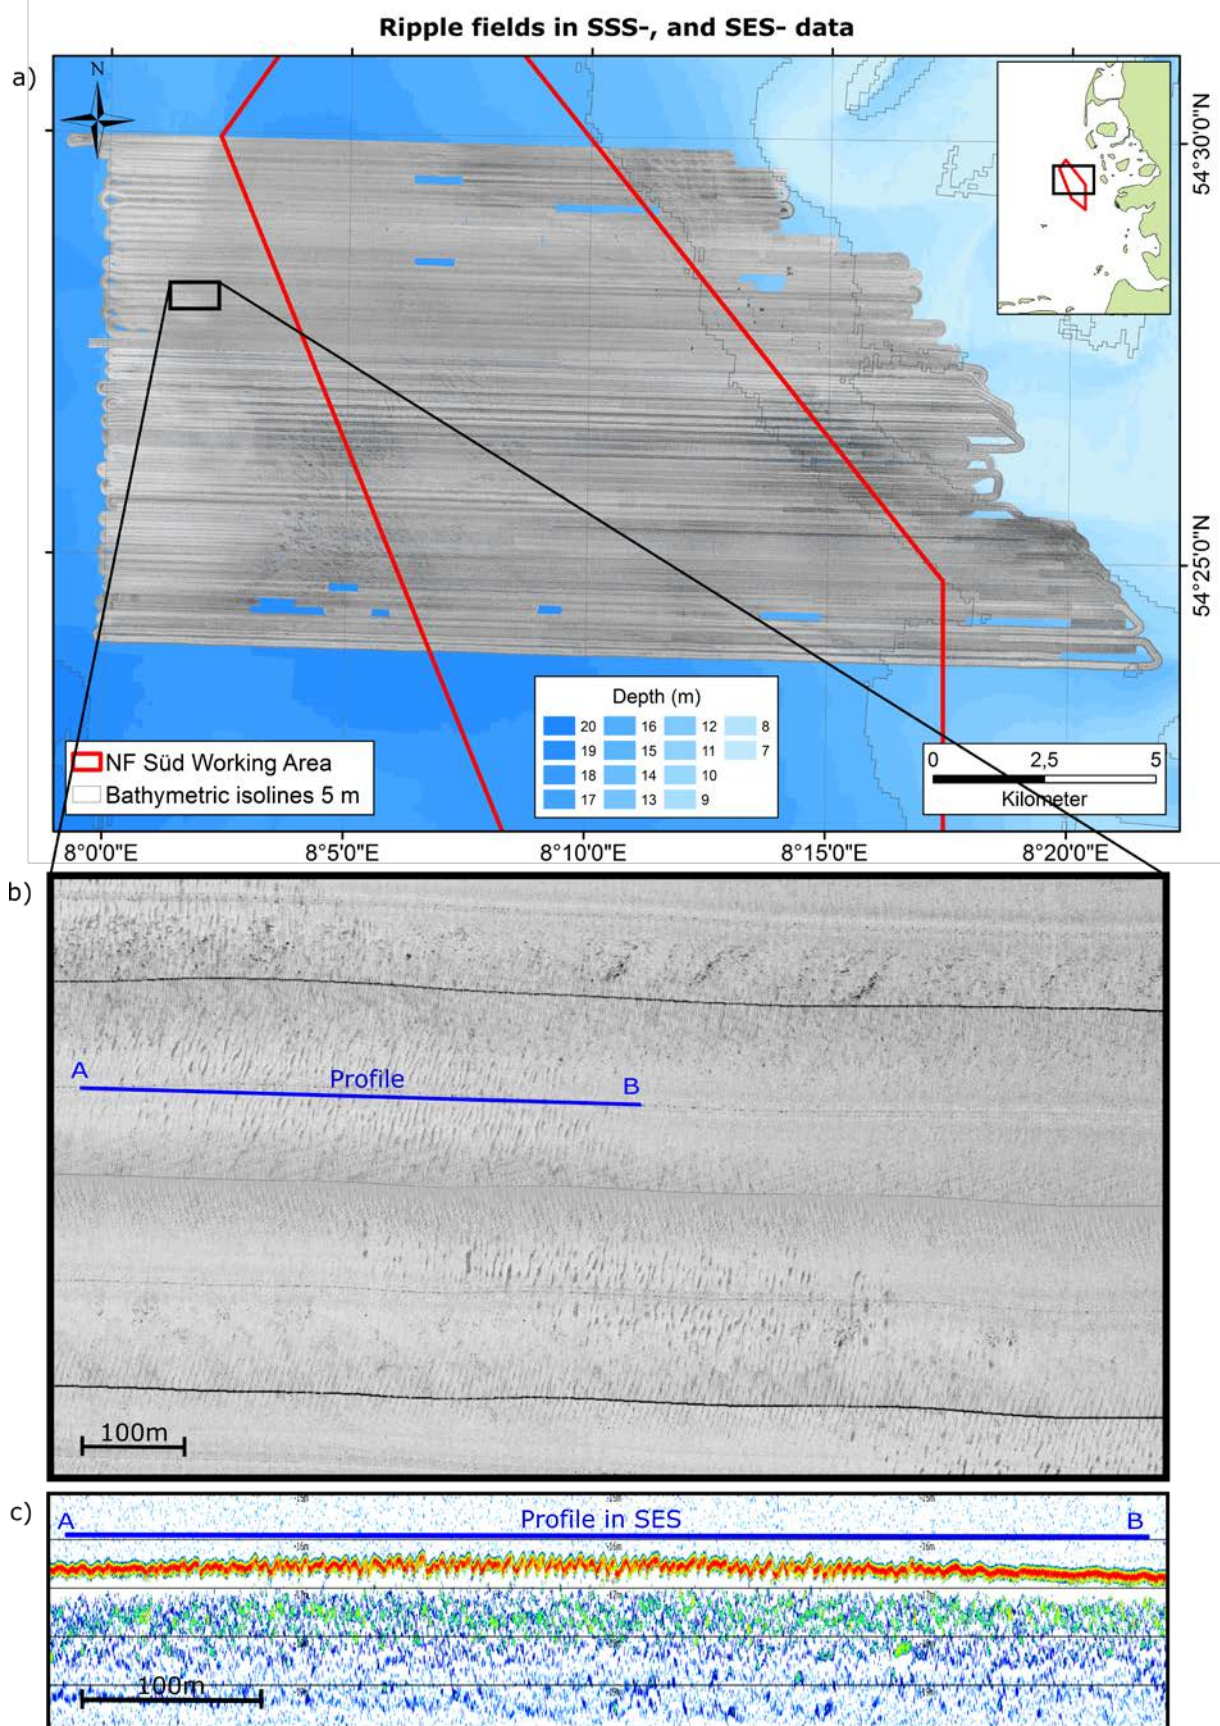 Ripple fields in SSS-, and SES- data
a)
N
54°30'0"N
54°25'0"N
Depth (m)
20 16 12 8
19 15 11 7
18 14 10
17 13 9
NF Süd Working Area
Bathymetric isolines 5 m
0 2,5 5
Kilometer
8°0'0"E 8°5'0"E 8°10'0"E 8°15'0"E 8°20'0"E
b)
A Profile B
100m
c)
A Profile in SES B
100m